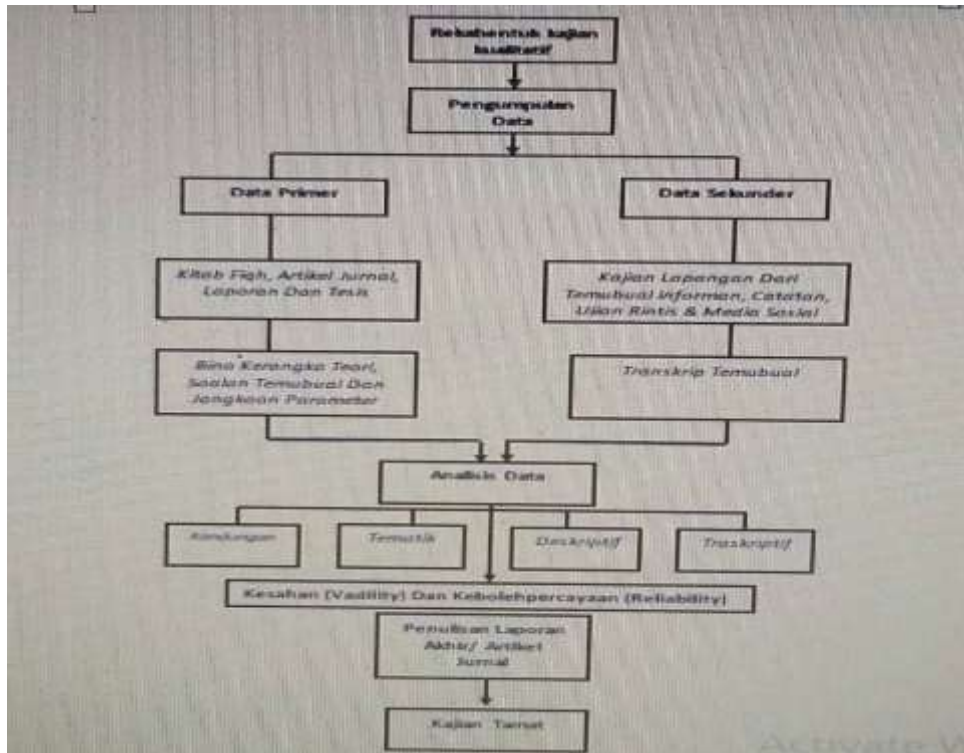 Rekabentuk kajian
kualitatif
Pengumpulan
Data
Data Primer
Data Sekunder
Kitab Fiqh, Artikel Jurnal,
Laporan Dan Tesis
Kajian Lapangan Dari
Temubual Informan, Catatan,
Ujian Rintis & Media Sosial
Bina Kerangka Teori,
Soalan Temubual Dan
Jangkaan Parameter
Transkrip Temubual
Analisis Data
Kandungan
Tematik
Deskriptif
Traskriptif
Kesahan (Vadility) Dan Kebolehpercayaan (Reliability)
Penulisan Laporan
Akhir/ Artikel
Jurnal
Kajian Tamat
Activate W